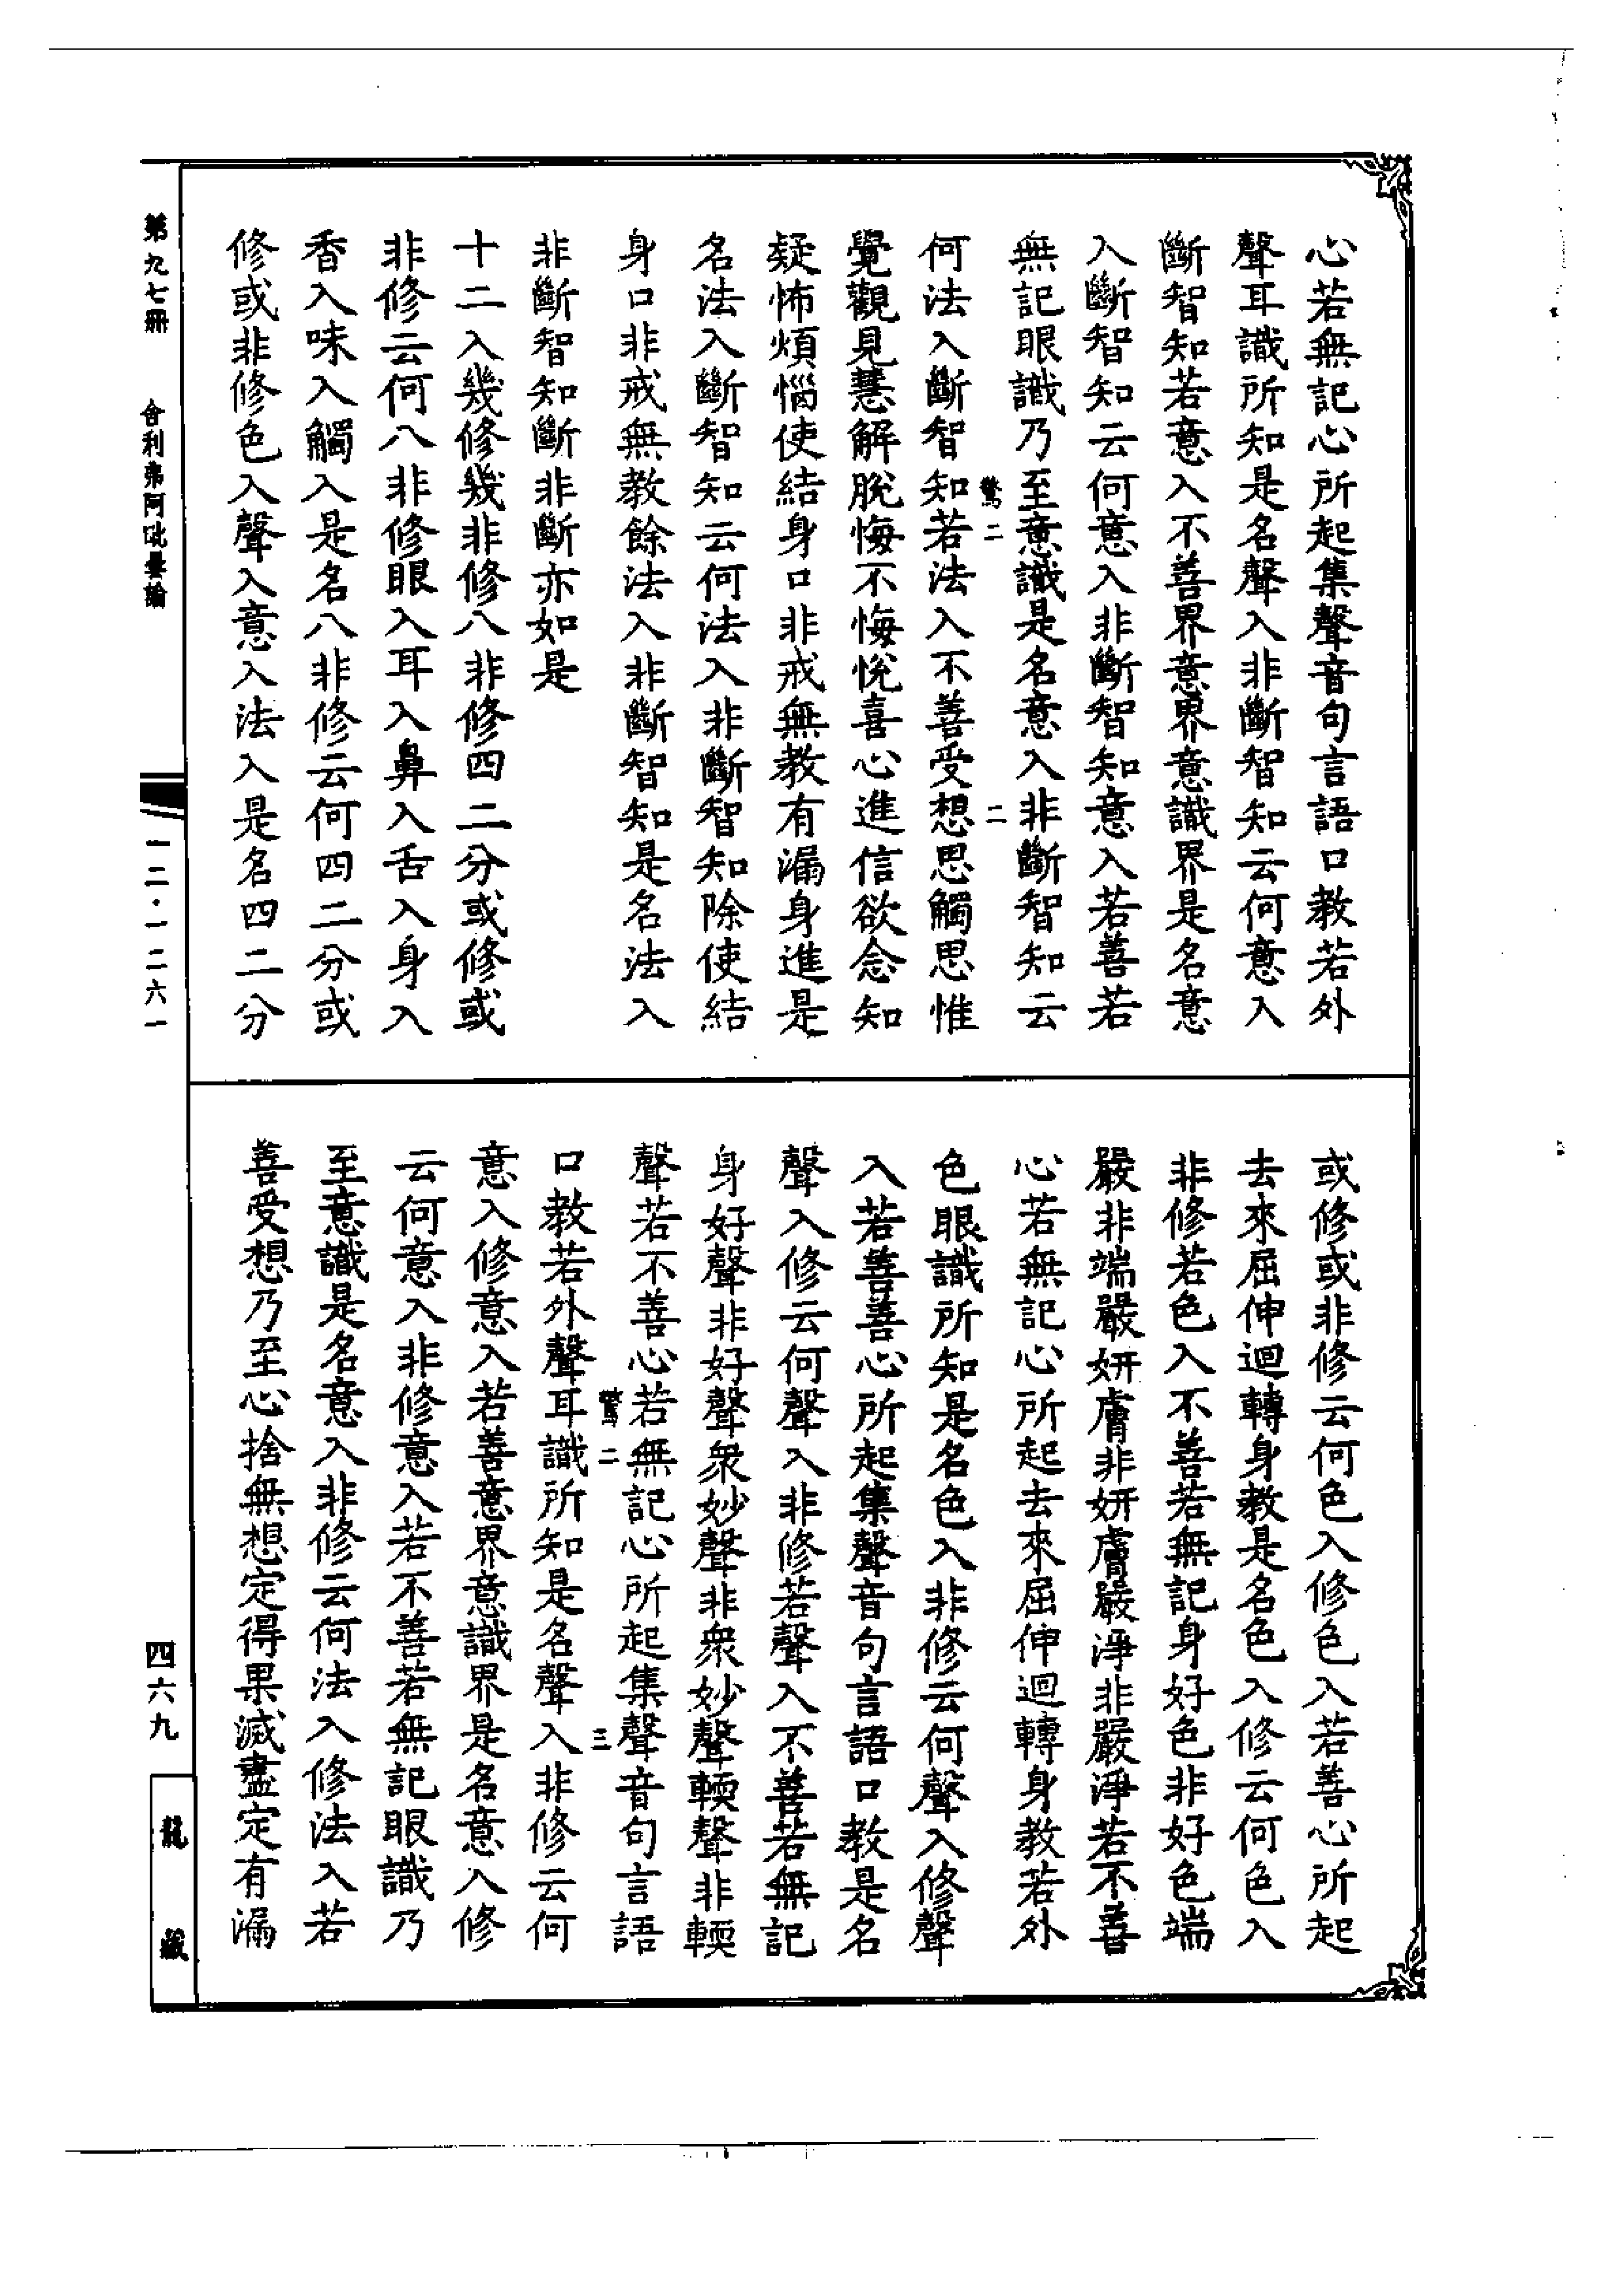 心若無記心所起集聲音句言語口教若外
聲耳識所知是名聲入非斷智知云何意入
斷智知若意入不善界意界意識界是名意
入斷智知云何意入非斷智知意入若善若
無記眼識乃至意識是名意入非斷智知云
二
二
何法入斷智知若法入不善受想思觸思惟
覺觀見慧解脫悔不悔悅喜心進信欲念知
疑怖煩惱使結身口非戒無教有漏身進是
名法入斷智知云何法入非斷智知除使結
身口非戒無教餘法入非斷智知是名法入
非斷智知斷非斷亦如是
十二入幾修幾非修八非修四二分或修或
非修云何八非修眼入耳入鼻入舌入身入
香入味入觸入是名八非修云何四二分或
修或非修色入聲入意入法入是名四二分
或修或非修云何色入修色入若善心所起
去來屈伸迴轉身教是名色入修云何色入
非修若色入不善若無記身好色非好色端
嚴非端嚴妍膚非妍膚嚴淨非嚴淨若不善
心若無記心所起去來屈伸迴轉身教若外
色眼識所知是名色入非修云何聲入修聲
入若善善心所起集聲音句言語口教是名
聲入修云何聲入非修若聲入不善若無記
身好聲非好聲衆妙聲非衆妙聲輭聲非輭
聲若不善心若無記心所起集聲音句言語
二
三
口教若外聲耳識所知是名聲入非修云何
意入修意入若善意界意識界是名意入修
云何意入非修意入若不善若無記眼識乃
至意識是名意入非修云何法入修法入若
善受想乃至心捨無想定得果滅盡定有漏
第九七冊
舍利弗阿毗曇論
一二·一二六一
四六九
龍藏